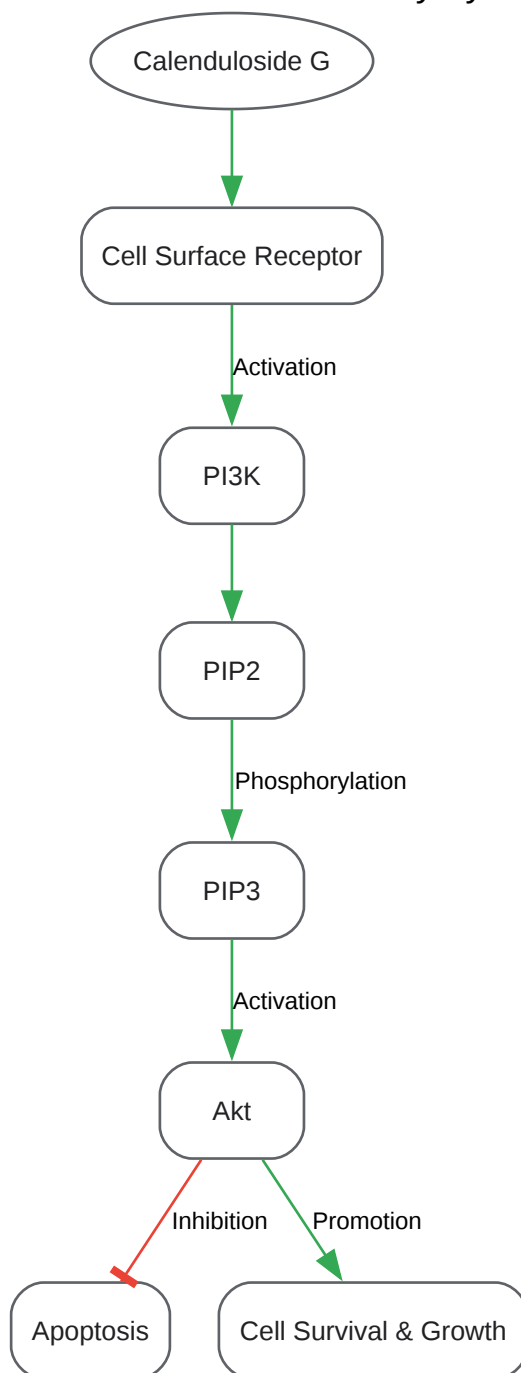 Calenduloside G
Cell Surface Receptor
Activation
PI3K
PIP2
Phosphorylation
PIP3
Activation
Akt
Inhibition
Promotion
Apoptosis
Cell Survival & Growth